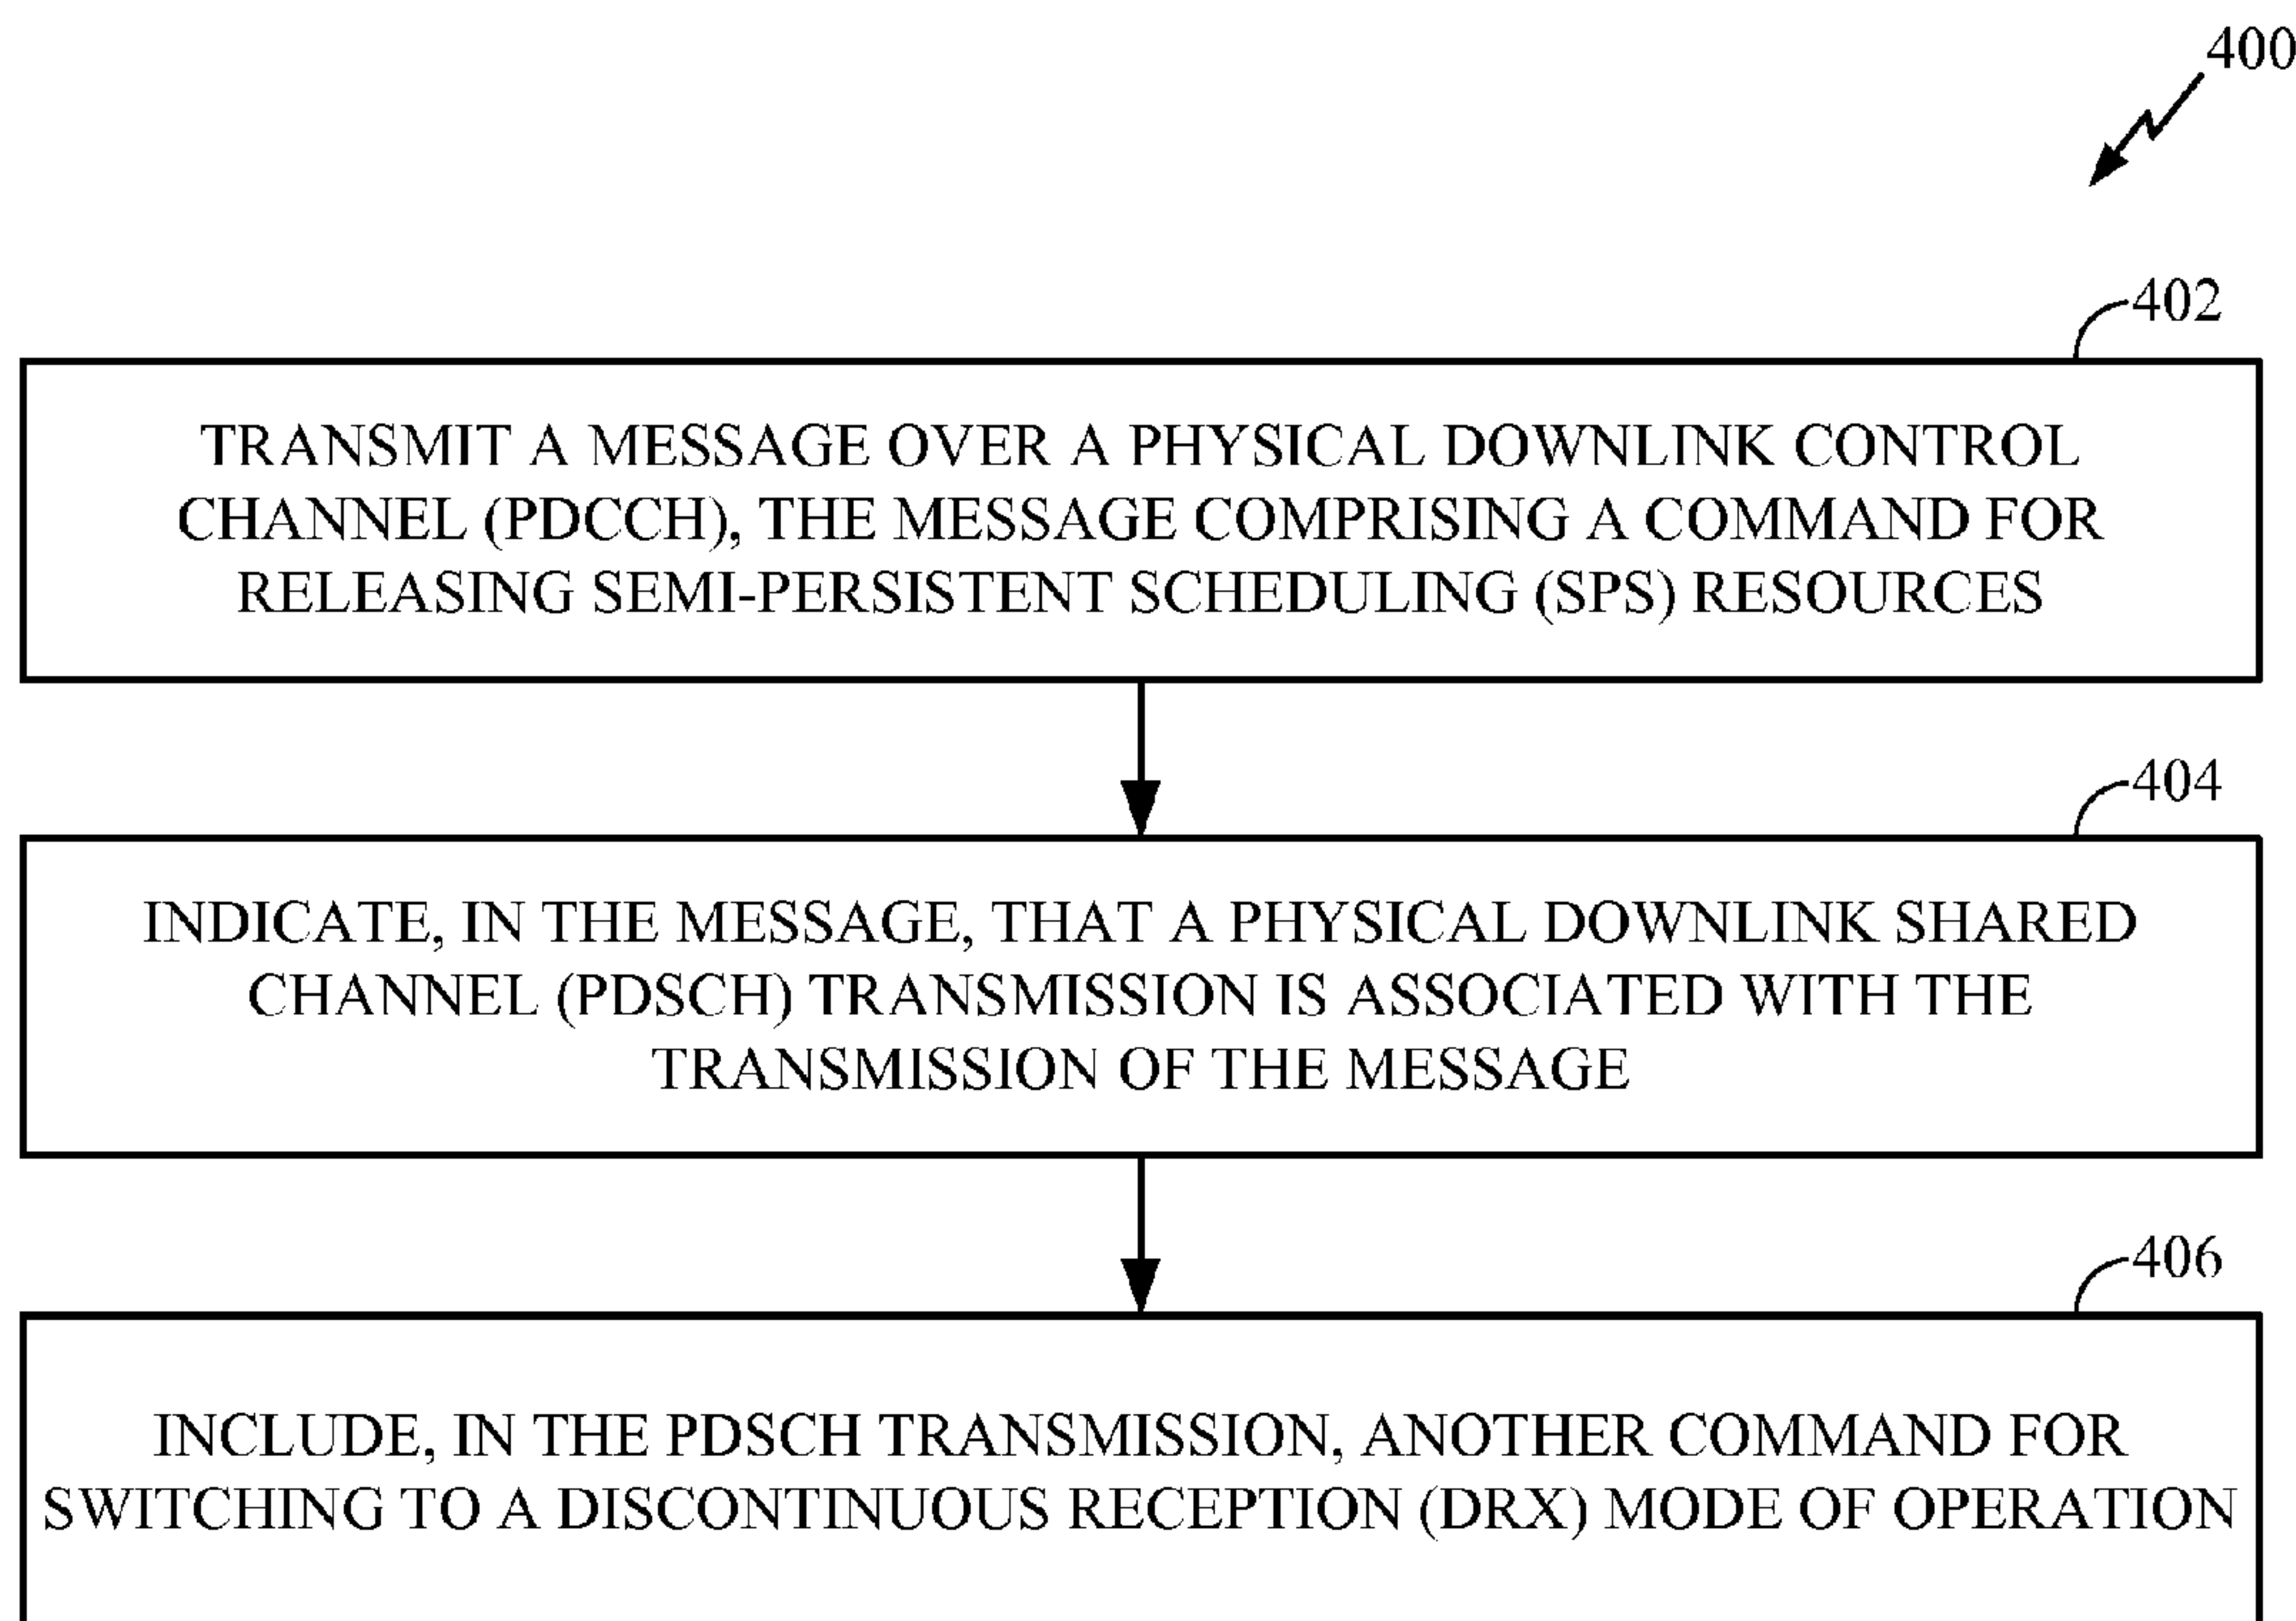 400
402
TRANSMIT A MESSAGE OVER A PHYSICAL DOWNLINK CONTROL
CHANNEL (PDCCH), THE MESSAGE COMPRISING A COMMAND FOR
RELEASING SEMI-PERSISTENT SCHEDULING (SPS) RESOURCES
404
INDICATE, IN THE MESSAGE, THAT A PHYSICAL DOWNLINK SHARED
CHANNEL (PDSCH) TRANSMISSION IS ASSOCIATED WITH THE
TRANSMISSION OF THE MESSAGE
406
INCLUDE, IN THE PDSCH TRANSMISSION, ANOTHER COMMAND FOR
SWITCHING TO A DISCONTINUOUS RECEPTION (DRX) MODE OF OPERATION